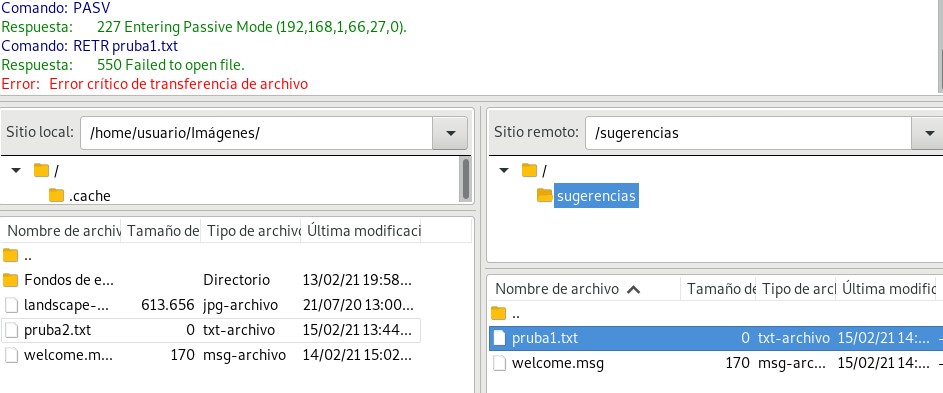 Comando: PASV
Respuesta: 227 Entering Passive Mode (192,168,1,66,27,0).
Comando: RETR pruba1.txt
Respuesta: 550 Failed to open file.
Error: Error crítico de transferencia de archivo
Sitio local: /home/usuario/Imágenes/
/
.cache
Nombre de archiv Tamaño de Tipo de archivo Última modificaci
..
Fondos de e... Directorio 13/02/21 19:58...
landscape-... 613.656 jpg-archivo 21/07/20 13:00...
pruba2.txt 0 txt-archivo 15/02/21 13:44...
welcome.m... 170 msg-archivo 14/02/21 15:02...
Sitio remoto: /sugerencias
/
sugerencias
Nombre de archivo Tamaño de Tipo de arcl Última modific
..
pruba1.txt 0 txt-archivo 15/02/21 14:... -
welcome.msg 170 msg-arc... 15/02/21 14:... -